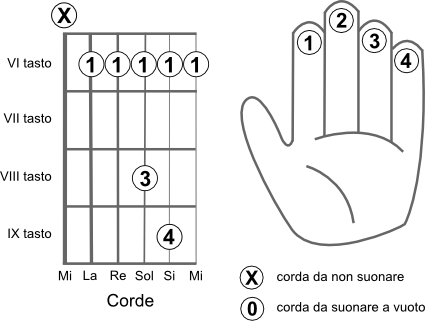 X
VI tasto 1 1 1 1 1
VII tasto
VIII tasto 3
IX tasto 4
Mi La Re Sol Si Mi
Corde
1 2 3 4
X corda da non suonare
0 corda da suonare a vuoto